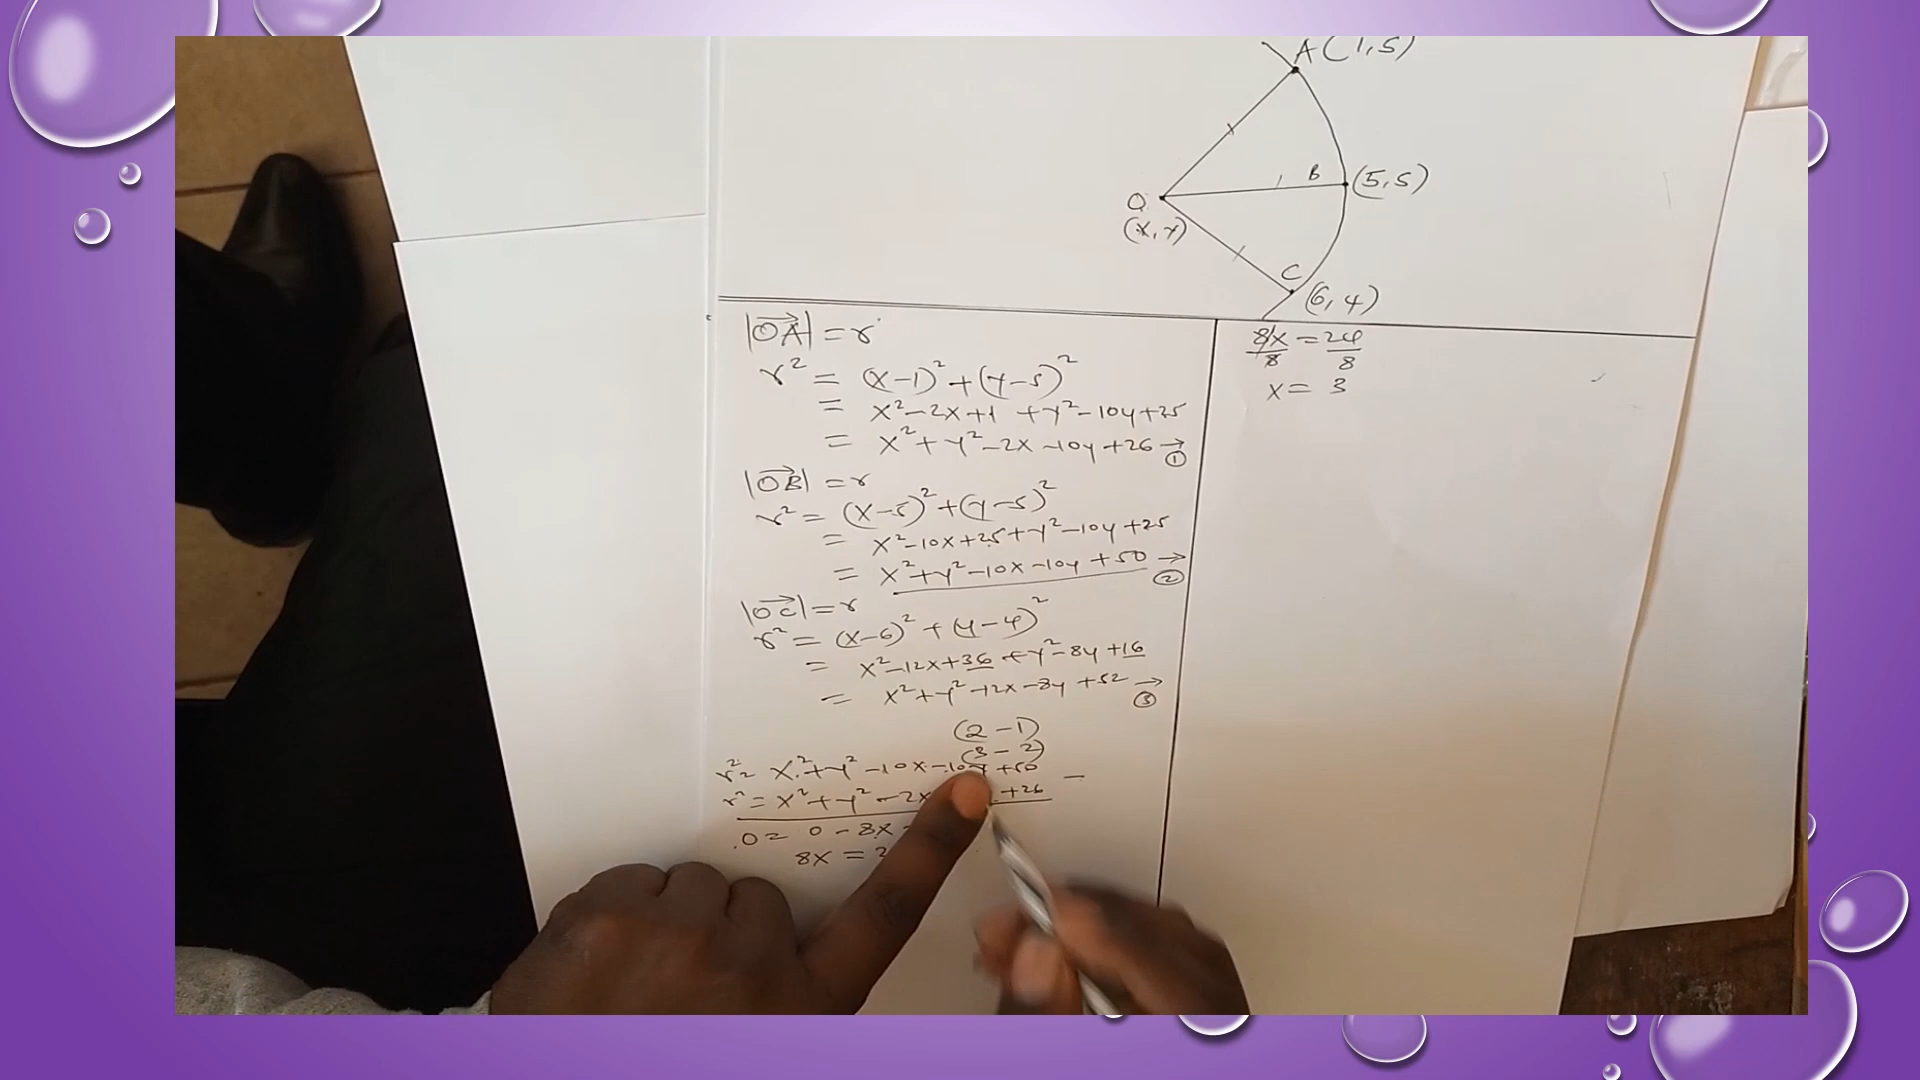 A (1,5)
B (5,5)
O
(x,y)
C
(6,4)
|OA| = r
r² = (x-1)² + (y-5)²
= x²-2x+1 + y²-10y+25
= x²+y²-2x-10y+26 → ①
|OB| = r
r² = (x-5)² + (y-5)²
= x²-10x+25+y²-10y+25
= x²+y²-10x-10y+50 → ②
|OC| = r
r² = (x-6)² + (y-4)²
= x²-12x+36 + y²-8y+16
= x²+y²-12x-8y+52 → ③
(2 - 1)
(3 - 2)
r² = x²+y²-10x-10y+50 -
r² = x²+y²-2x +26
0 = 0 - 8x
8x = 2
8x/8 = 24/8
x = 3